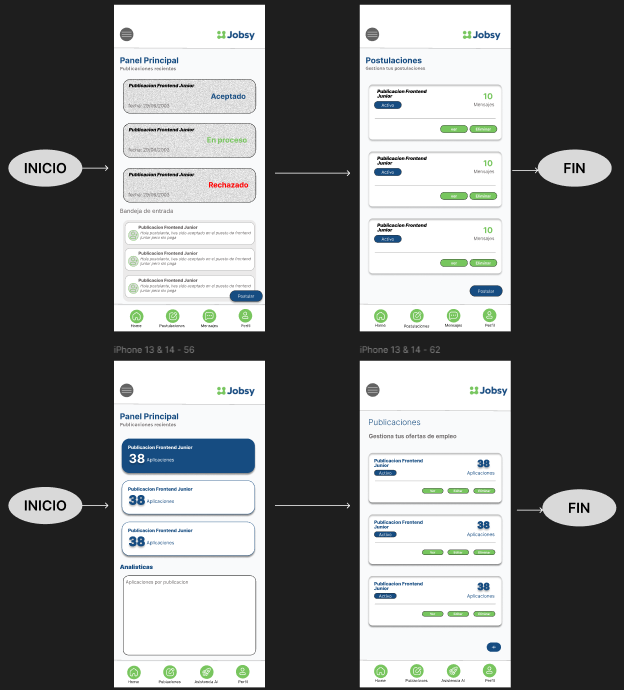 INICIO
Jobsy
Panel Principal
Publicaciones recientes
Publicacion Frontend Junior
Aceptado
fecha: 29/09/2003
Publicacion Frontend Junior
En proceso
fecha: 29/09/2003
Publicacion Frontend Junior
Rechazado
fecha: 29/09/2003
Bandeja de entrada
Publicacion Frontend Junior
Hola postulante, has sido aceptado en el puesto de frontend
junior pero sin paga
Publicacion Frontend Junior
Hola postulante, has sido aceptado en el puesto de frontend
junior pero sin paga
Publicacion Frontend Junior
Hola postulante, has sido aceptado en el puesto de frontend
junior pero sin paga
Postular
Home
Postulaciones
Mensajes
Perfil
Jobsy
Postulaciones
Gestiona tus postulaciones
Publicacion Frontend
Junior
Activo
10
Mensajes
Ver
Eliminar
Publicacion Frontend
Junior
Activo
10
Mensajes
Ver
Eliminar
Publicacion Frontend
Junior
Activo
10
Mensajes
Ver
Eliminar
Postular
Home
Postulaciones
Mensajes
Perfil
FIN
iPhone 13 & 14 - 56
iPhone 13 & 14 - 62
INICIO
Jobsy
Panel Principal
Publicaciones recientes
Publicacion Frontend Junior
38 Aplicaciones
Publicacion Frontend Junior
38 Aplicaciones
Publicacion Frontend Junior
38 Aplicaciones
Analisticas
Aplicaciones por publicacion
Home
Publicaciones
Asistencia AI
Perfil
Jobsy
Publicaciones
Gestiona tus ofertas de empleo
Publicacion Frontend
Junior
Activo
38
Aplicaciones
Ver
Editar
Eliminar
Publicacion Frontend
Junior
Activo
38
Aplicaciones
Ver
Editar
Eliminar
Publicacion Frontend
Junior
Activo
38
Aplicaciones
Ver
Editar
Eliminar
Home
Publicaciones
Asistencia AI
Perfil
FIN